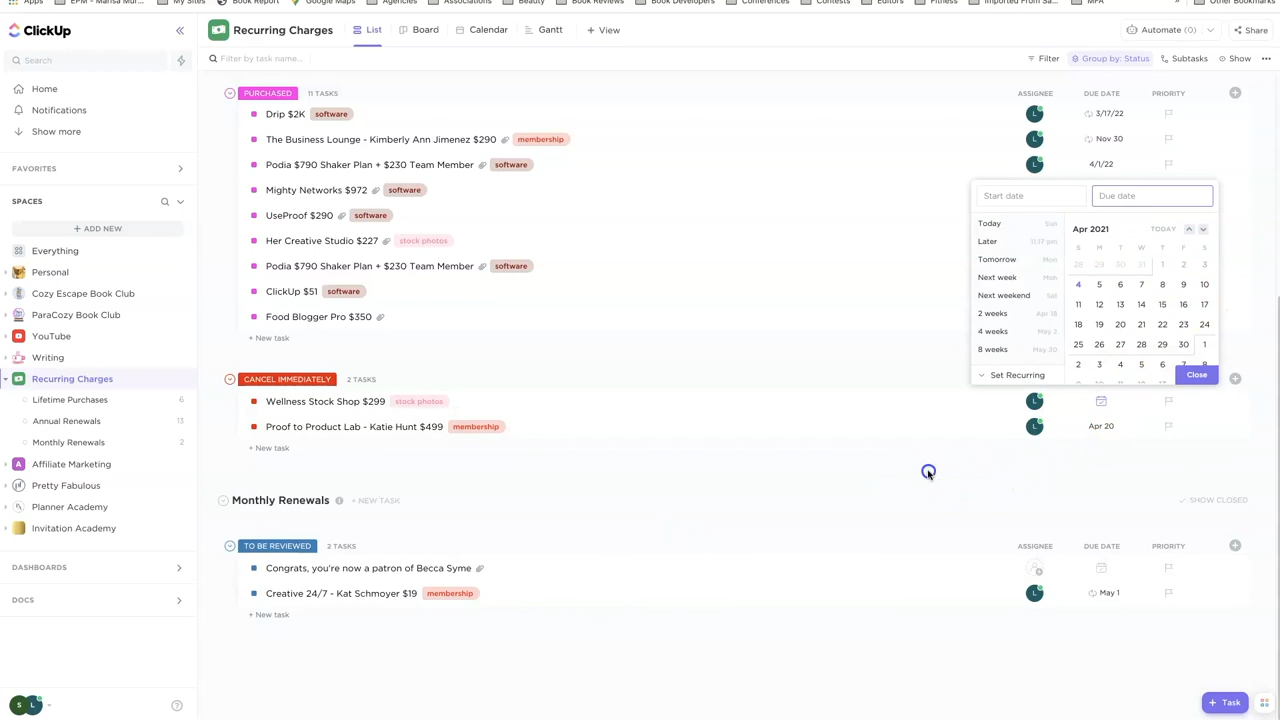 Apps
EPM - Marisa Mur...
My Sites
Book Report
Google Maps
Agencies
Associations
Beauty
Book Reviews
Book Developers
Conferences
Contests
Editors
Fitness
Imported From Sa...
MFA
»
Other Bookmarks
ClickUp
Search
Home
Notifications
Show more
FAVORITES
SPACES
+ ADD NEW
Everything
Personal
Cozy Escape Book Club
ParaCozy Book Club
YouTube
Writing
Recurring Charges
Lifetime Purchases 6
Annual Renewals 13
Monthly Renewals 2
A Affiliate Marketing
Pretty Fabulous
Planner Academy
Invitation Academy
DASHBOARDS
DOCS
S L
?
Recurring Charges
List
Board
Calendar
Gantt
+ View
Automate (0)
Share
Filter by task name...
Filter
Group by: Status
Subtasks
Show
PURCHASED 11 TASKS ASSIGNEE DUE DATE PRIORITY
Drip $2K software L 3/17/22
The Business Lounge - Kimberly Ann Jimenez $290 membership L Nov 30
Podia $790 Shaker Plan + $230 Team Member software L 4/1/22
Mighty Networks $972 software
UseProof $290 software
Her Creative Studio $227 stock photos
Podia $790 Shaker Plan + $230 Team Member software
ClickUp $51 software
Food Blogger Pro $350
+ New task
Start date
Due date
Today Sun
Later 11:17 pm
Tomorrow Mon
Next week Mon
Next weekend Sat
2 weeks Apr 18
4 weeks May 2
8 weeks May 30
Set Recurring
Apr 2021 TODAY
S M T W T F S
28 29 30 31 1 2 3
4 5 6 7 8 9 10
11 12 13 14 15 16 17
18 19 20 21 22 23 24
25 26 27 28 29 30 1
2 3 4 5 6 7 8
Close
CANCEL IMMEDIATELY 2 TASKS
Wellness Stock Shop $299 stock photos L
Proof to Product Lab - Katie Hunt $499 membership L Apr 20
+ New task
Monthly Renewals + NEW TASK SHOW CLOSED
TO BE REVIEWED 2 TASKS ASSIGNEE DUE DATE PRIORITY
Congrats, you're now a patron of Becca Syme
Creative 24/7 - Kat Schmoyer $19 membership L May 1
+ New task
+ Task